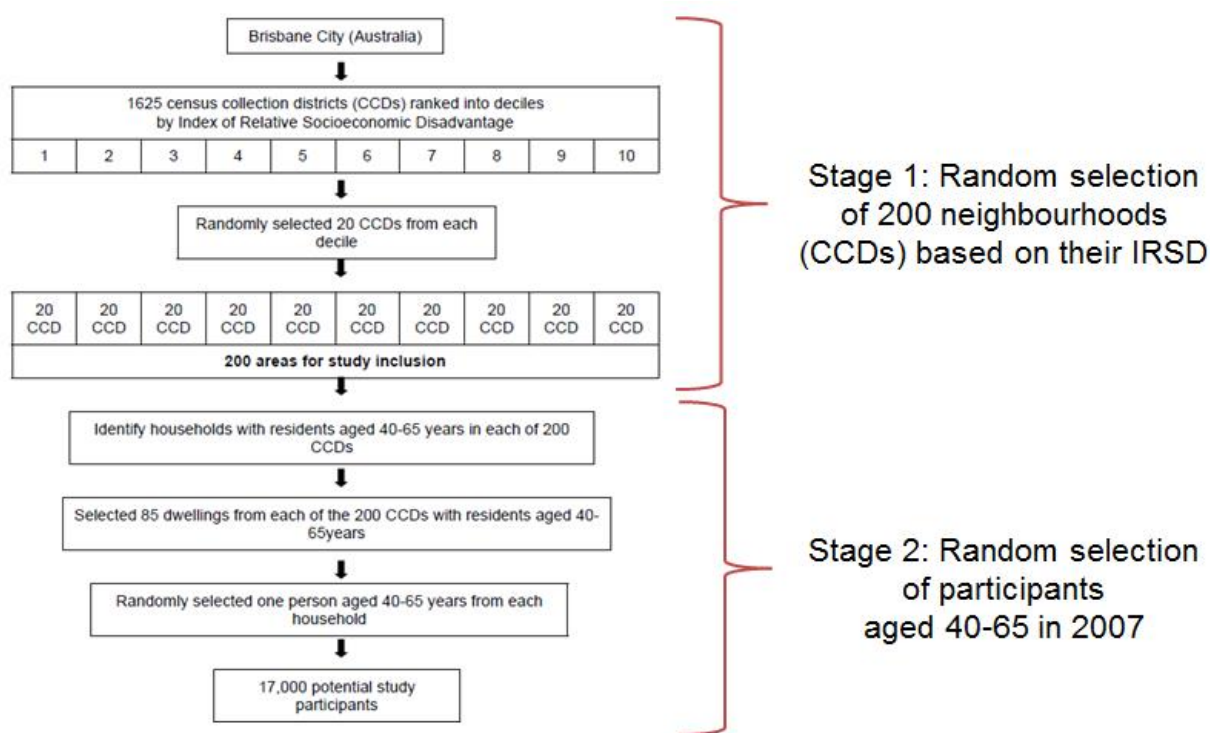 Brisbane City (Australia)
1625 census collection districts (CCDs) ranked into deciles
by Index of Relative Socioeconomic Disadvantage
1 2 3 4 5 6 7 8 9 10
Randomly selected 20 CCDs from each
decile
20 20 20 20 20 20 20 20 20 20
CCD CCD CCD CCD CCD CCD CCD CCD CCD CCD
200 areas for study inclusion
Stage 1: Random selection
of 200 neighbourhoods
(CCDs) based on their IRSD
Identify households with residents aged 40-65 years in each of 200
CCDs
Selected 85 dwellings from each of the 200 CCDs with residents aged 40-
65years
Randomly selected one person aged 40-65 years from each
household
17,000 potential study
participants
Stage 2: Random selection
of participants
aged 40-65 in 2007